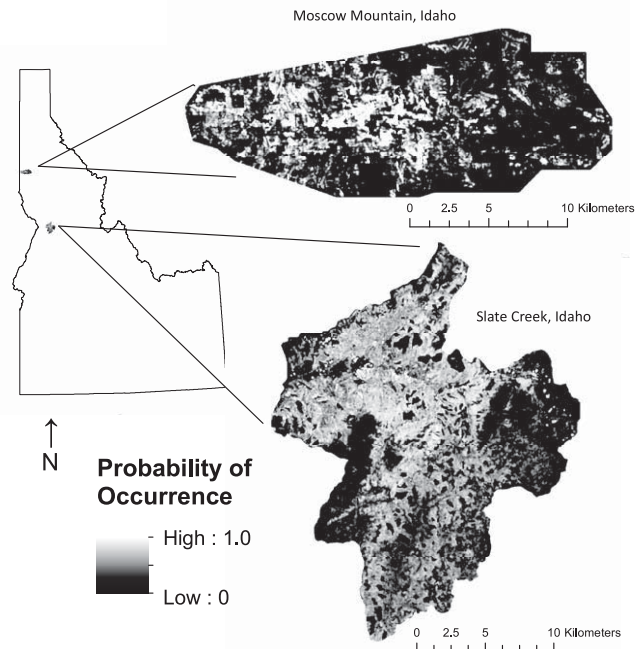 Moscow Mountain, Idaho
0 2.5 5 10 Kilometers
Slate Creek, Idaho
N
Probability of
Occurrence
High : 1.0
Low : 0
0 2.5 5 10 Kilometers